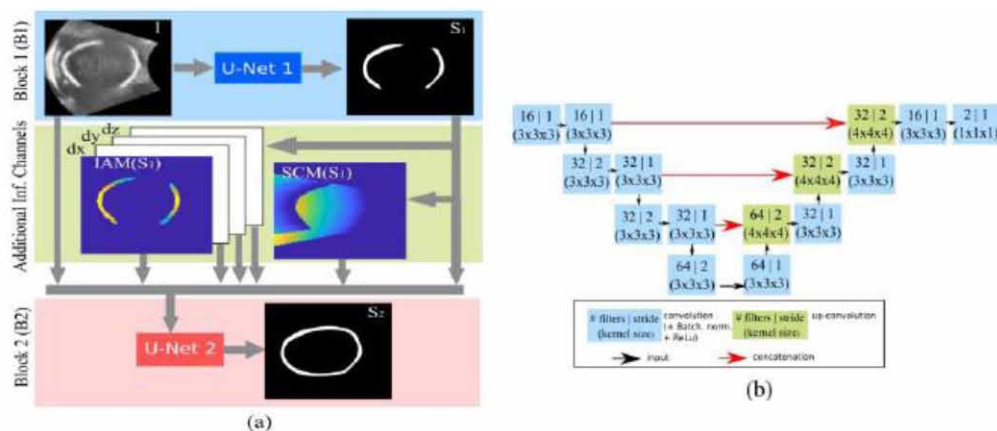 Block 1 (B1)
I
U-Net 1
S₁
Additional Inf. Channels
dx dy dz
IAM(S₁)
SCM(S₁)
Block 2 (B2)
U-Net 2
S₂
(a)
16 | 1
(3x3x3)
16 | 1
(3x3x3)
32 | 2
(4x4x4)
16 | 1
(3x3x3)
2 | 1
(1x1x1)
32 | 2
(3x3x3)
32 | 1
(3x3x3)
32 | 2
(4x4x4)
32 | 1
(3x3x3)
32 | 2
(3x3x3)
32 | 1
(3x3x3)
64 | 2
(4x4x4)
32 | 1
(3x3x3)
64 | 2
(3x3x3)
64 | 1
(3x3x3)
# filters | stride
(kernel size)
convolution
(+ Batch. norm.
+ ReLu)
# filters | stride
(kernel size)
up-convolution
input
concatenation
(b)